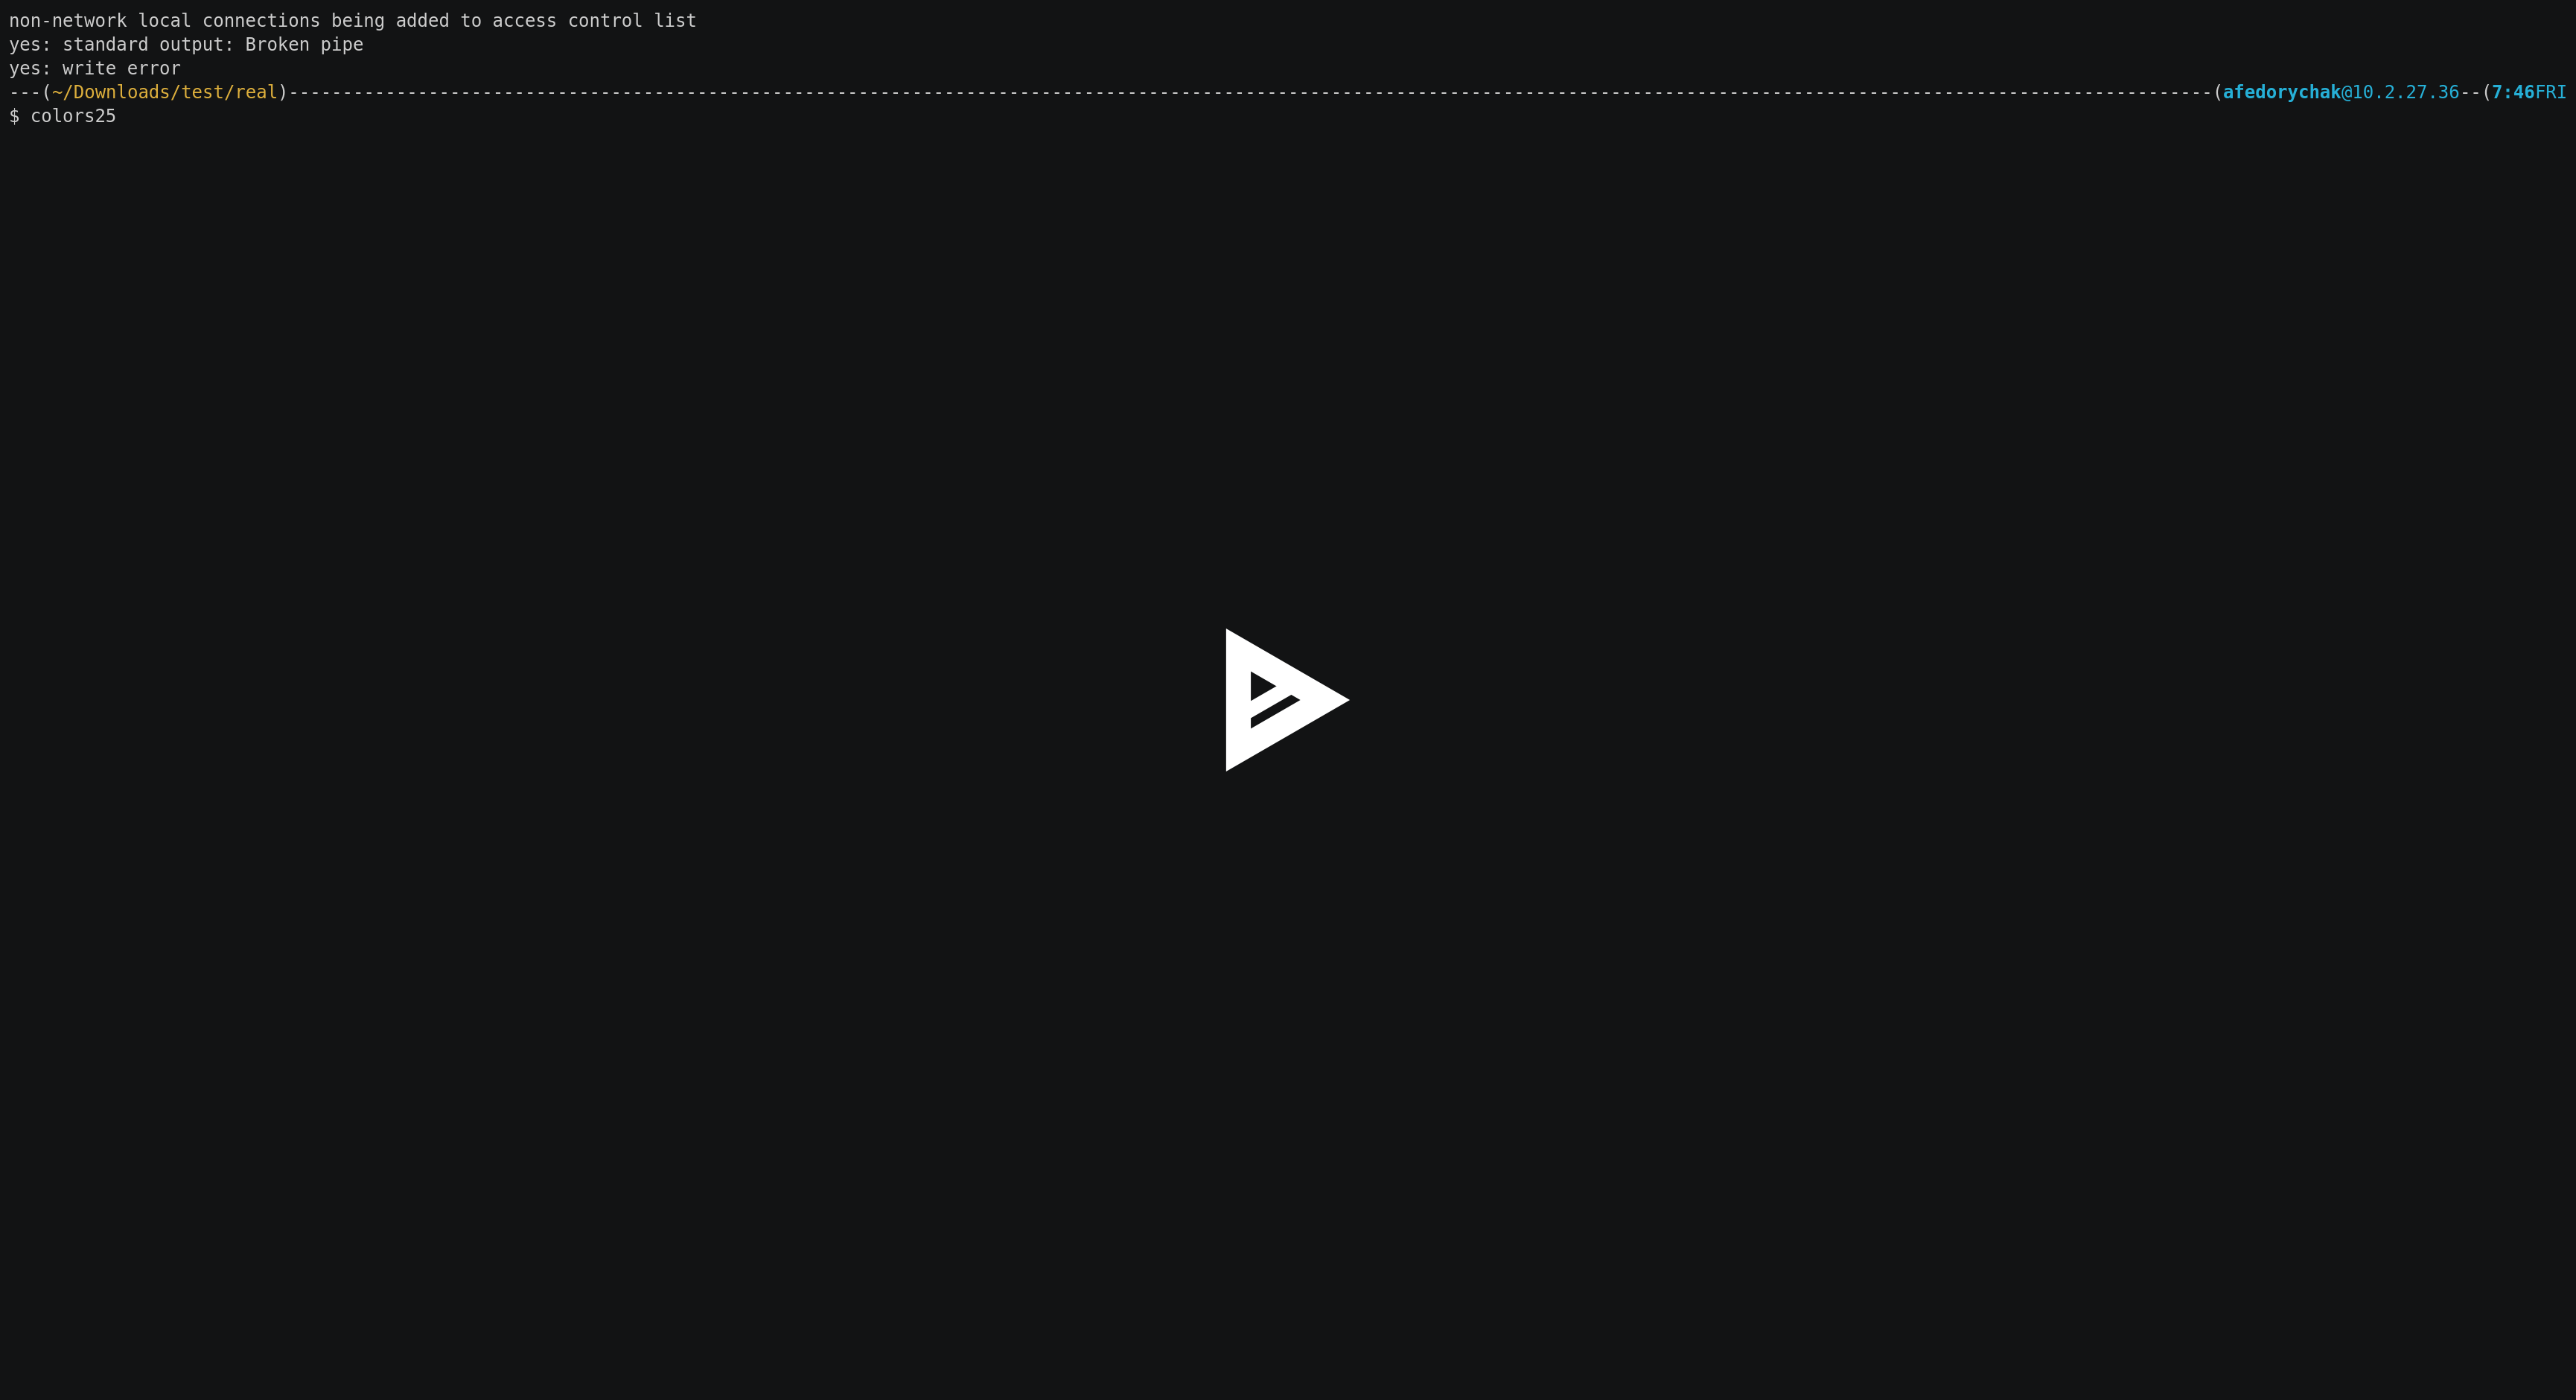 non-network local connections being added to access control list
yes: standard output: Broken pipe
yes: write error
---(~/Downloads/test/real)-----------------------------------------------------------------------------------------------------------------------------------------------------------------------------------(afedorychak@10.2.27.36--(7:46FRI
$ colors25